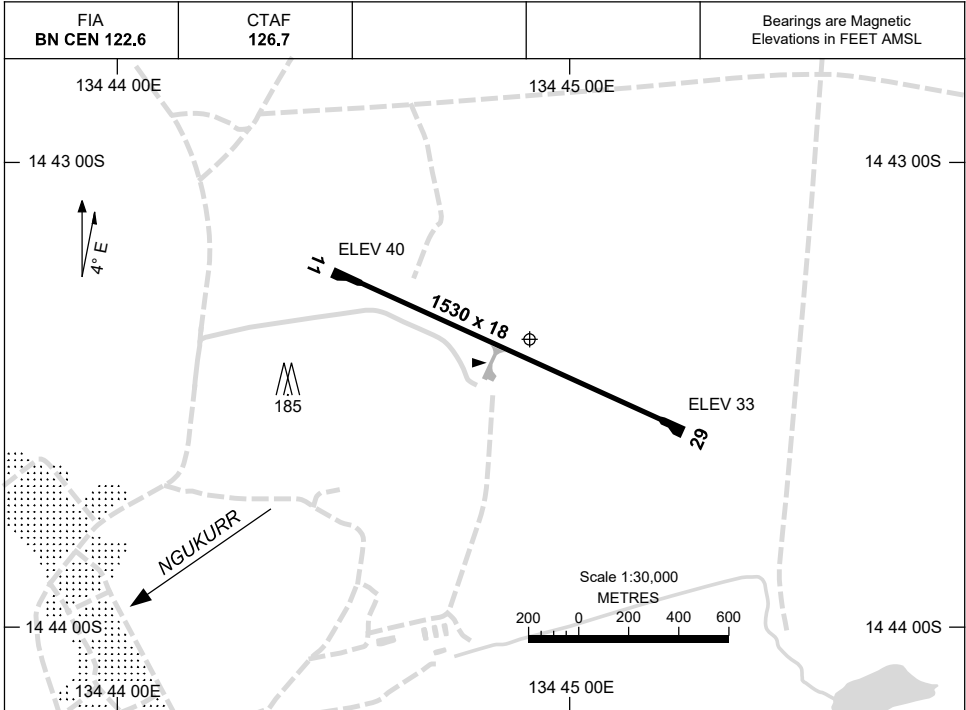 FIA
BN CEN 122.6
CTAF
126.7
Bearings are Magnetic
Elevations in FEET AMSL
134 44 00E
134 45 00E
14 43 00S
14 43 00S
4° E
11
ELEV 40
1530 x 18
185
ELEV 33
29
NGUKURR
Scale 1:30,000
METRES
200 0 200 400 600
14 44 00S
14 44 00S
134 44 00E
134 45 00E